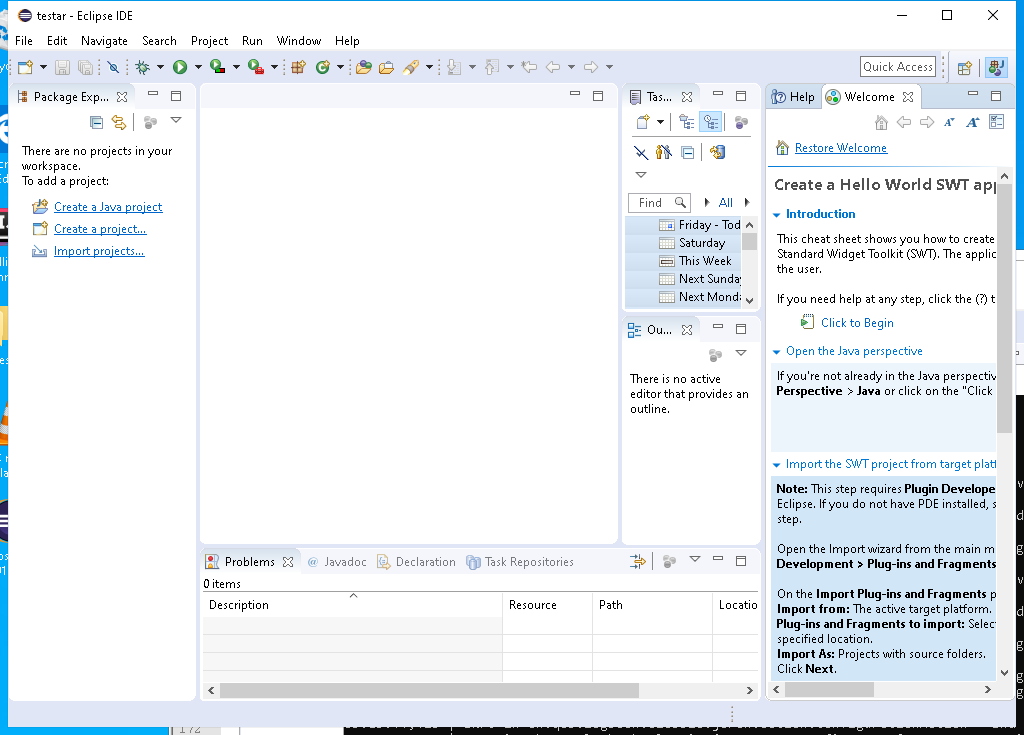 testar - Eclipse IDE
File Edit Navigate Search Project Run Window Help
Quick Access
Package Exp...
There are no projects in your
workspace.
To add a project:
Create a Java project
Create a project...
Import projects...
Tas...
Find
All
Friday - Tod
Saturday
This Week
Next Sunda
Next Monda
Ou...
There is no active
editor that provides an
outline.
Help Welcome
Restore Welcome
Create a Hello World SWT app
Introduction
This cheat sheet shows you how to create
Standard Widget Toolkit (SWT). The applic
the user.
If you need help at any step, click the (?) t
Click to Begin
Open the Java perspective
If you're not already in the Java perspectiv
Perspective > Java or click on the "Click
Import the SWT project from target platf
Note: This step requires Plugin Develope
Eclipse. If you do not have PDE installed, s
step.
Open the Import wizard from the main m
Development > Plug-ins and Fragments
On the Import Plug-ins and Fragments p
Import from: The active target platform.
Plug-ins and Fragments to import: Selec
specified location.
Import As: Projects with source folders.
Click Next.
Problems @ Javadoc Declaration Task Repositories
0 items
Description Resource Path Locatio
172